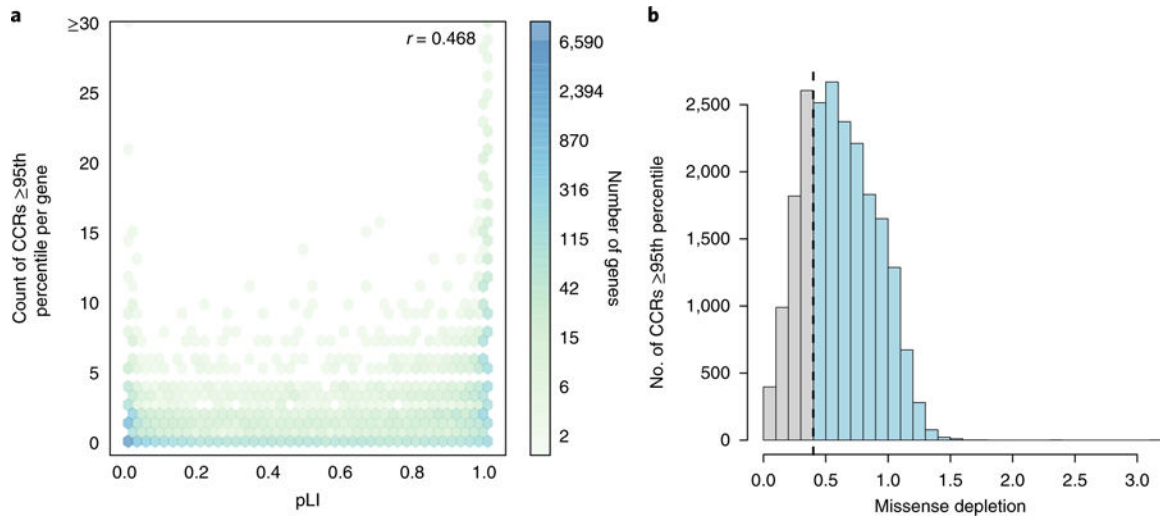 a
≥30
25
20
15
10
5
0
Count of CCRs ≥95th
percentile per gene
r = 0.468
0.0 0.2 0.4 0.6 0.8 1.0
pLI
6,590
2,394
870
316
115
42
15
6
2
Number of genes
b
2,500
2,000
1,500
1,000
500
0
No. of CCRs ≥95th percentile
0.0 0.5 1.0 1.5 2.0 2.5 3.0
Missense depletion